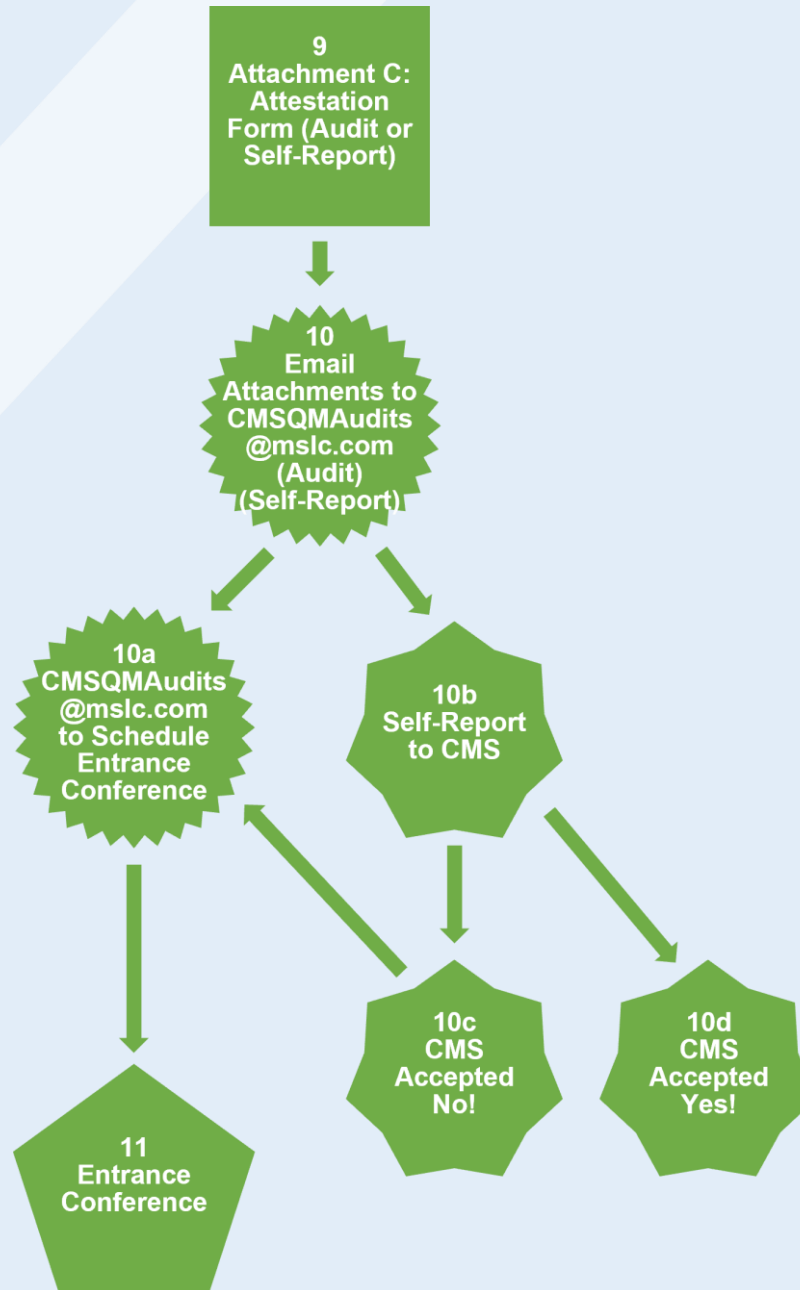 9
Attachment C:
Attestation
Form (Audit or
Self-Report)
10
Email
Attachments to
CMSQMAudits
@mslc.com
(Audit)
(Self-Report)
10a
CMSQMAudits
@mslc.com
to Schedule
Entrance
Conference
10b
Self-Report
to CMS
10c
CMS
Accepted
No!
10d
CMS
Accepted
Yes!
11
Entrance
Conference